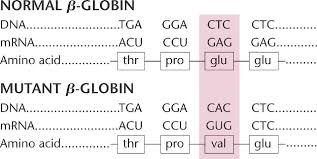 NORMAL β-GLOBIN
DNA...............TGA GGA CTC CTC............
mRNA............ACU CCU GAG GAG............
Amino acid....... thr pro glu glu .........
MUTANT β-GLOBIN
DNA...............TGA GGA CAC CTC............
mRNA............ACU CCU GUG GAG............
Amino acid....... thr pro val glu .........